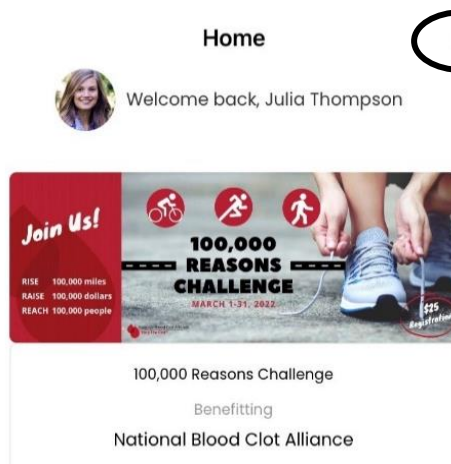 Home
Welcome back, Julia Thompson
Join Us!
RISE 100,000 miles
RAISE 100,000 dollars
REACH 100,000 people
100,000
REASONS
CHALLENGE
MARCH 1-31, 2022
$25
Registration
100,000 Reasons Challenge
Benefitting
National Blood Clot Alliance